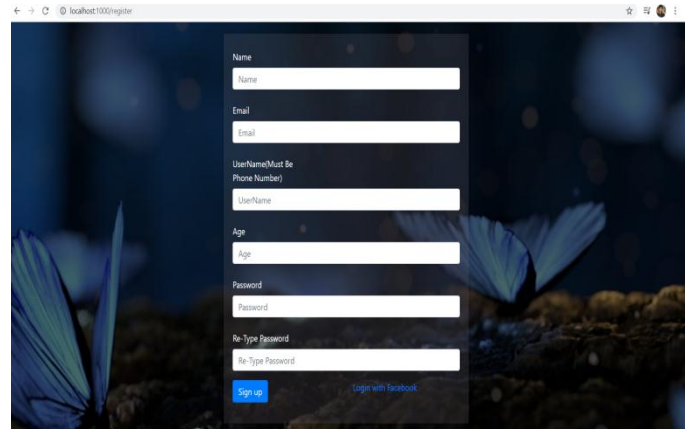 localhost:1000/register
Name
Name
Email
Email
UserName(Must Be
Phone Number)
UserName
Age
Age
Password
Password
Re-Type Password
Re-Type Password
Sign up
Login with Facebook